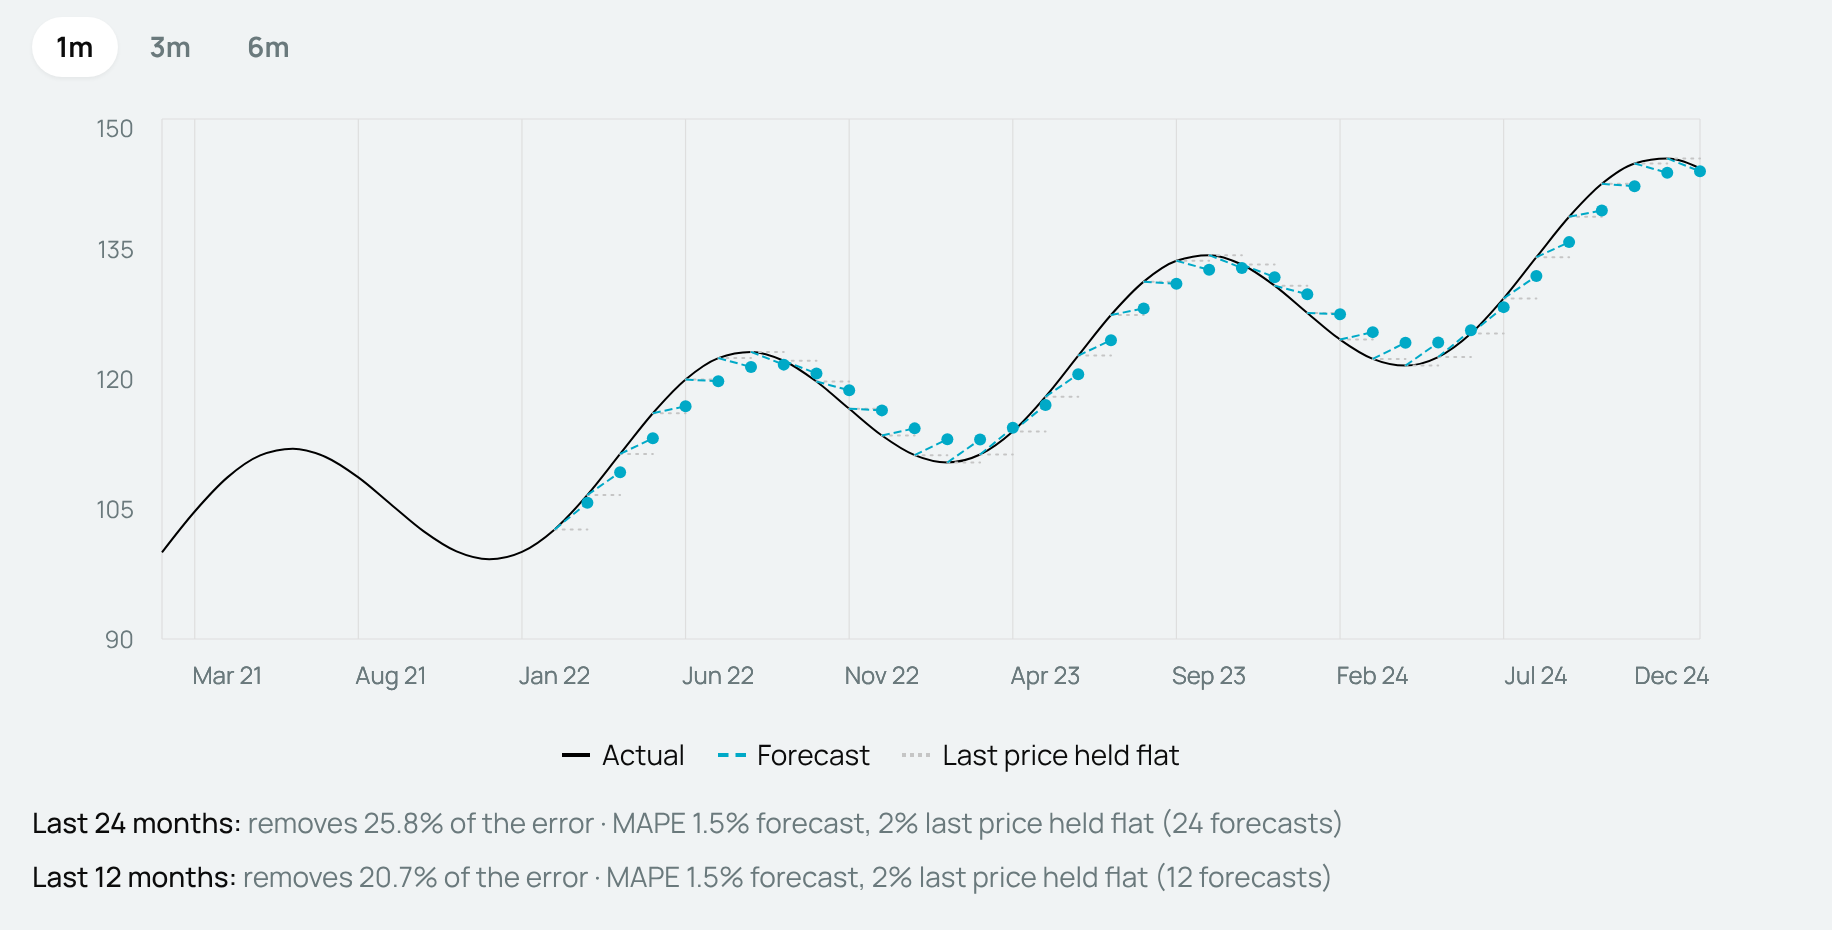 1m 3m 6m
150
135
120
105
90
Mar 21 Aug 21 Jan 22 Jun 22 Nov 22 Apr 23 Sep 23 Feb 24 Jul 24 Dec 24
Actual Forecast Last price held flat
Last 24 months: removes 25.8% of the error · MAPE 1.5% forecast, 2% last price held flat (24 forecasts)
Last 12 months: removes 20.7% of the error · MAPE 1.5% forecast, 2% last price held flat (12 forecasts)